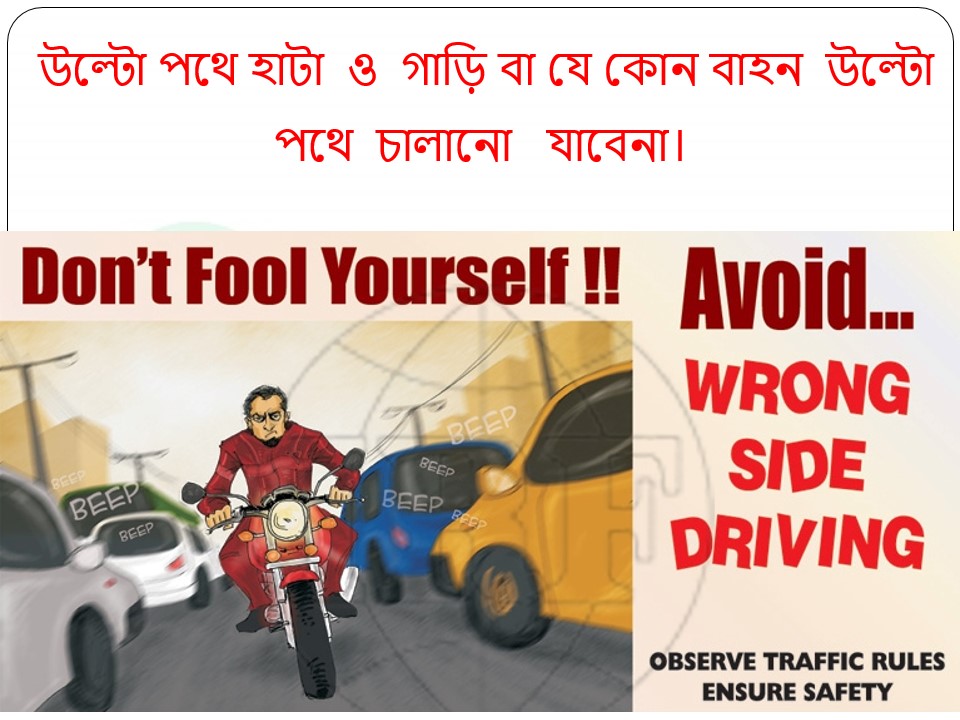 উল্টো পথে হাটা ও গাড়ি বা যে কোন বাহন উল্টো
পথে চালানো যাবেনা।
Don't Fool Yourself !!
Avoid...
WRONG
SIDE
DRIVING
BEEP
BEEP
BEEP
BEEP
BEEP
BEEP
BEEP
OBSERVE TRAFFIC RULES
ENSURE SAFETY